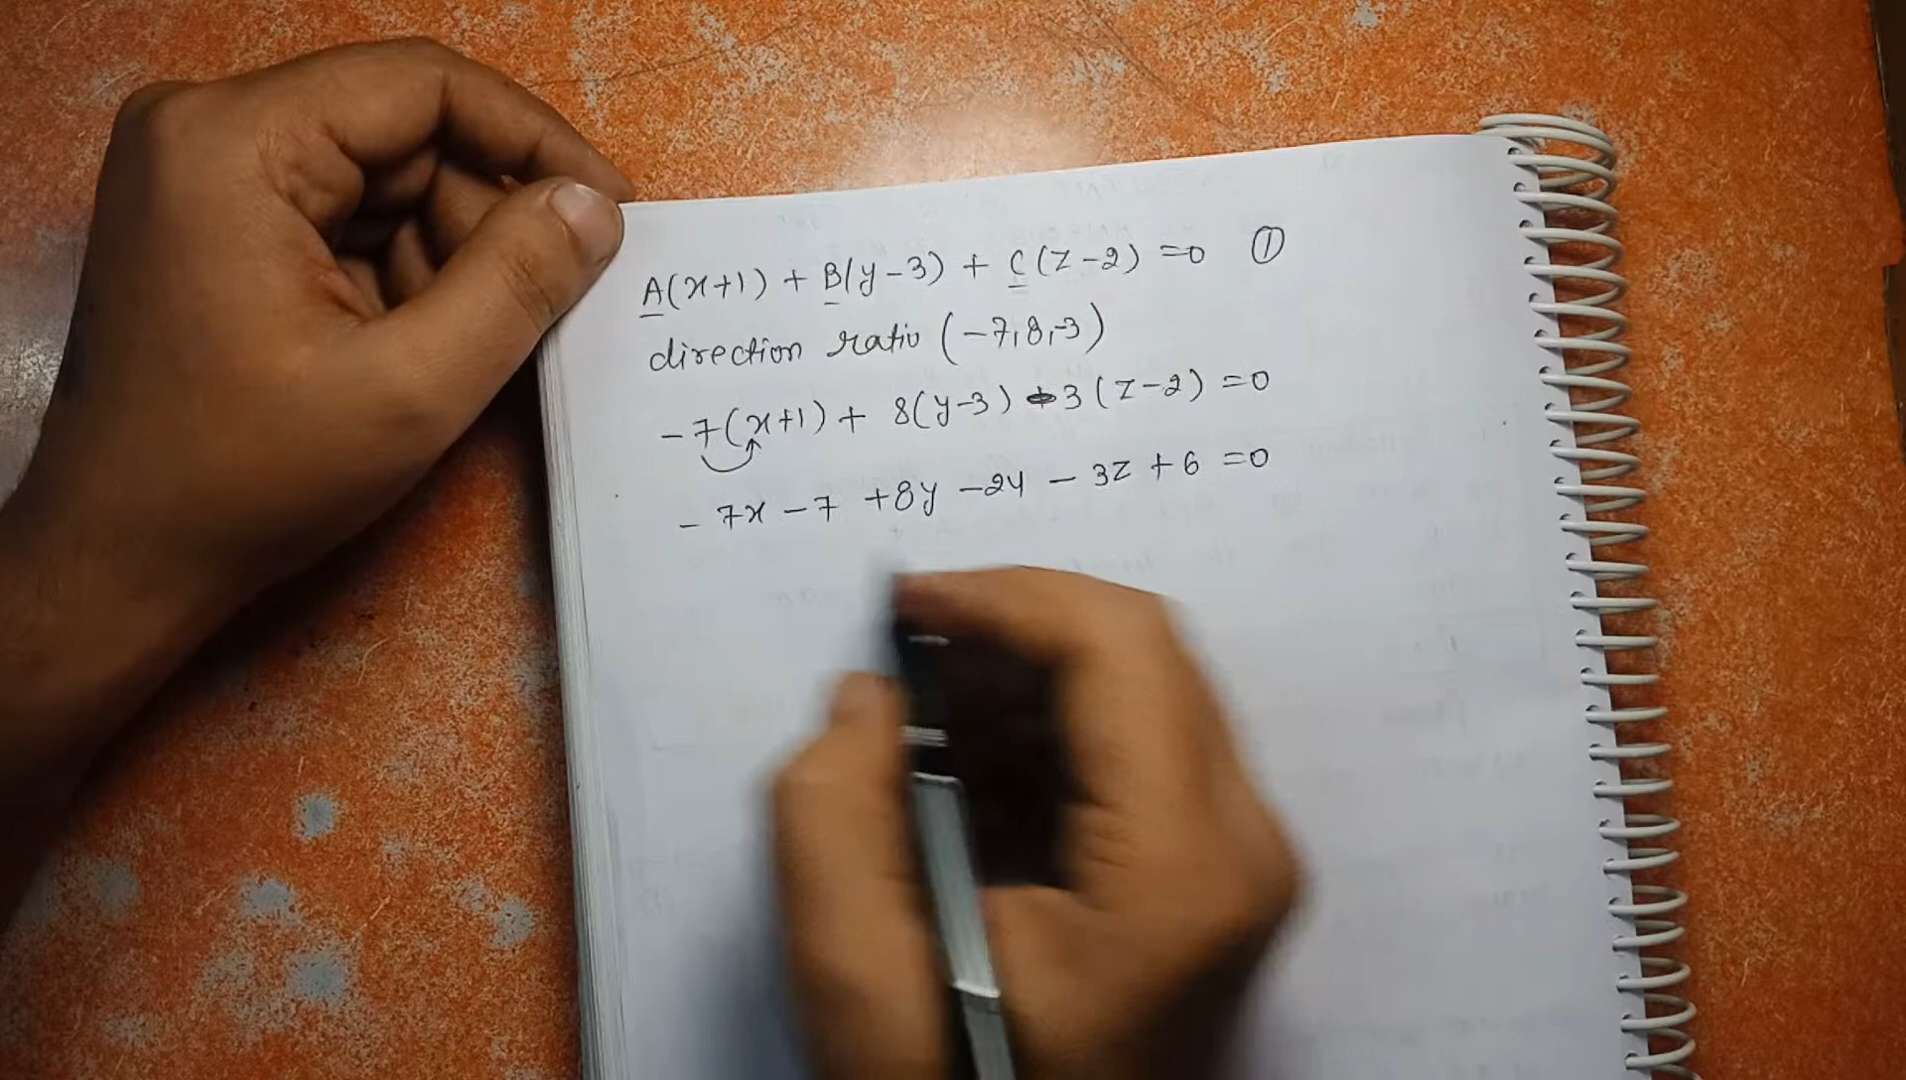 A(x+1) + B(y-3) + C(z-2) =0 ①
direction ratio (-7,8,-3)
-7(x+1) + 8(y-3) -3(z-2) =0
- 7x - 7 +8y -24 - 3z + 6 =0